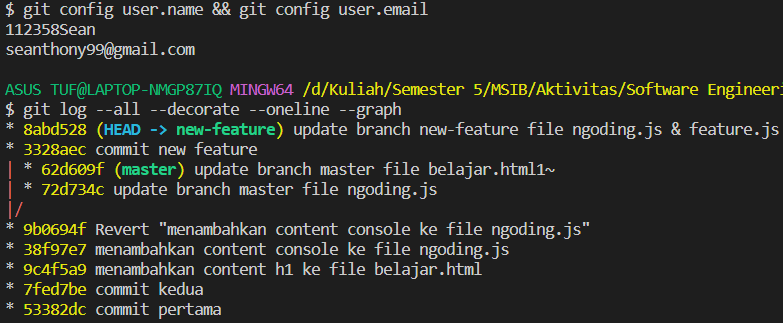 $ git config user.name && git config user.email
112358Sean
seanthony99@gmail.com
ASUS TUF@LAPTOP-NMGP87IQ MINGW64 /d/Kuliah/Semester 5/MSIB/Aktivitas/Software Engineeri
$ git log --all --decorate --oneline --graph
* 8abd528 (HEAD -> new-feature) update branch new-feature file ngoding.js & feature.js
* 3328aec commit new feature
| * 62d609f (master) update branch master file belajar.html1~
| * 72d734c update branch master file ngoding.js
|/
* 9b0694f Revert "menambahkan content console ke file ngoding.js"
* 38f97e7 menambahkan content console ke file ngoding.js
* 9c4f5a9 menambahkan content h1 ke file belajar.html
* 7fed7be commit kedua
* 53382dc commit pertama